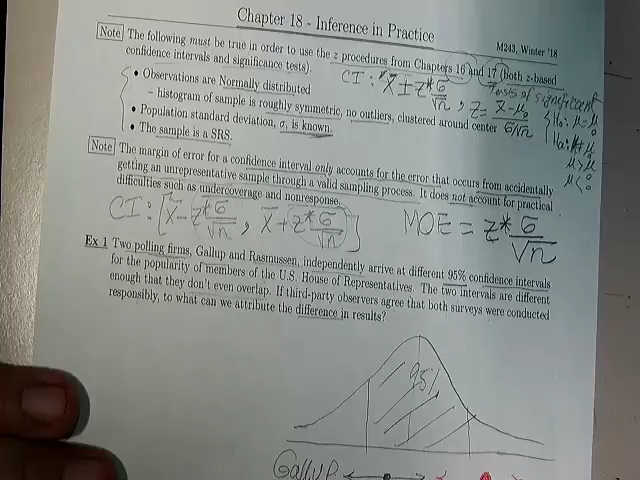 Chapter 18 - Inference in Practice
M243, Winter '18
Note The following must be true in order to use the z procedures from Chapters 16 and 17 (both z-based
confidence intervals and significance tests).
CI: x̄ ± z* σ/√n , z = x̄ - μ₀ / σ/√n
Tests of significant
H₀: μ = μ₀
Hₐ: μ ≠ μ₀
μ > μ₀
μ < μ₀
• Observations are Normally distributed
– histogram of sample is roughly symmetric, no outliers, clustered around center
• Population standard deviation, σ, is known.
• The sample is a SRS.
Note The margin of error for a confidence interval only accounts for the error that occurs from accidentally
getting an unrepresentative sample through a valid sampling process. It does not account for practical
difficulties such as undercoverage and nonresponse.
CI: [x̄ - z* σ/√n , x̄ + z* σ/√n ]
MOE = z* σ/√n
Ex 1 Two polling firms, Gallup and Rasmussen, independently arrive at different 95% confidence intervals
for the popularity of members of the U.S. House of Representatives. The two intervals are different
enough that they don't even overlap. If third-party observers agree that both surveys were conducted
responsibly, to what can we attribute the difference in results?
95%
Gallup